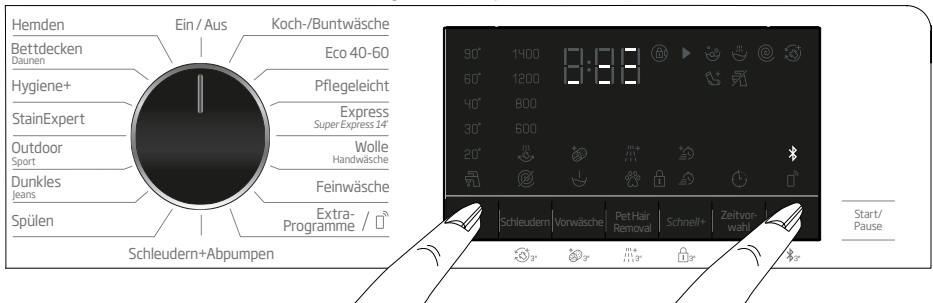 Hemden
Ein / Aus
Koch-/Buntwäsche
Bettdecken
Daunen
Eco 40-60
Hygiene+
Pflegeleicht
StainExpert
Express
Super Express 14'
Outdoor
Sport
Wolle
Handwäsche
Dunkles
Jeans
Feinwäsche
Spülen
Extra-
Programme /
Schleudern+Abpumpen
90° 1400
60° 1200
40° 800
30° 600
20°
Schleudern
Vorwäsche
Pet Hair
Removal
Schnell+
Zeitvor-
wahl
Start/
Pause
3" 3" 3" 3" 3"